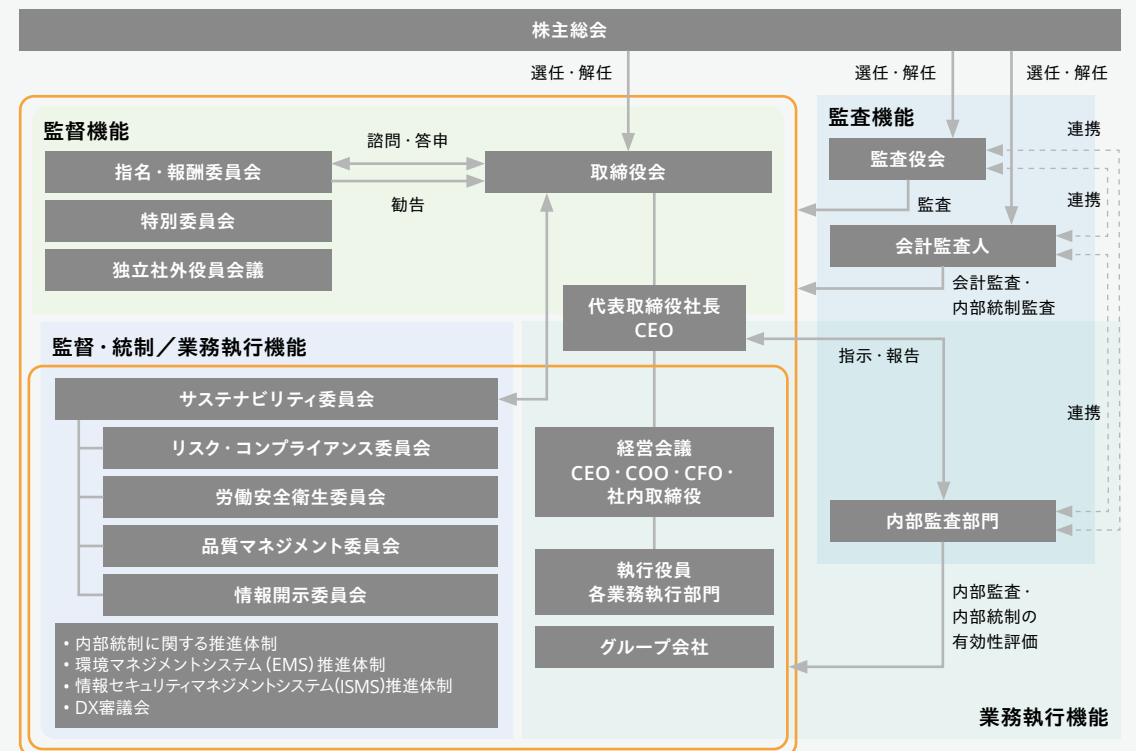 株主総会
選任・解任
選任・解任
選任・解任
監督機能
諮問・答申
指名・報酬委員会
取締役会
勧告
特別委員会
独立社外役員会議
監査機能
連携
監査役会
監査
連携
会計監査人
会計監査・
内部統制監査
代表取締役社長
CEO
指示・報告
監督・統制／業務執行機能
サステナビリティ委員会
リスク・コンプライアンス委員会
労働安全衛生委員会
品質マネジメント委員会
情報開示委員会
・内部統制に関する推進体制
・環境マネジメントシステム(EMS)推進体制
・情報セキュリティマネジメントシステム(ISMS)推進体制
・DX審議会
経営会議
CEO・COO・CFO・
社内取締役
執行役員
各業務執行部門
グループ会社
連携
内部監査部門
内部監査・
内部統制の
有効性評価
業務執行機能